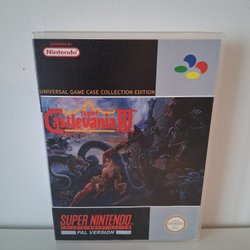 LICENSED BY
Nintendo
UNIVERSAL GAME CASE COLLECTION EDITION
SUPER
Castlevania IV
SUPER NINTENDO
ENTERTAINMENT SYSTEM
PAL VERSION